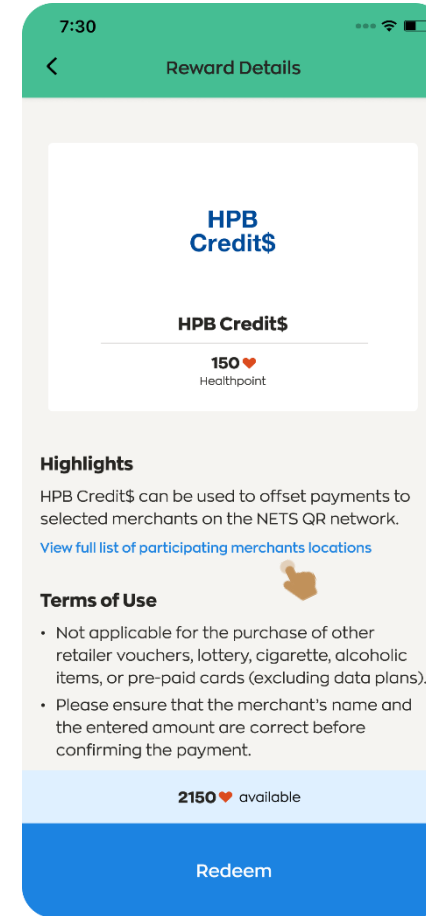 7:30
Reward Details
HPB
Credit$
HPB Credit$
150
Healthpoint
Highlights
HPB Credit$ can be used to offset payments to
selected merchants on the NETS QR network.
View full list of participating merchants locations
Terms of Use
• Not applicable for the purchase of other
retailer vouchers, lottery, cigarette, alcoholic
items, or pre-paid cards (excluding data plans).
• Please ensure that the merchant's name and
the entered amount are correct before
confirming the payment.
2150 available
Redeem